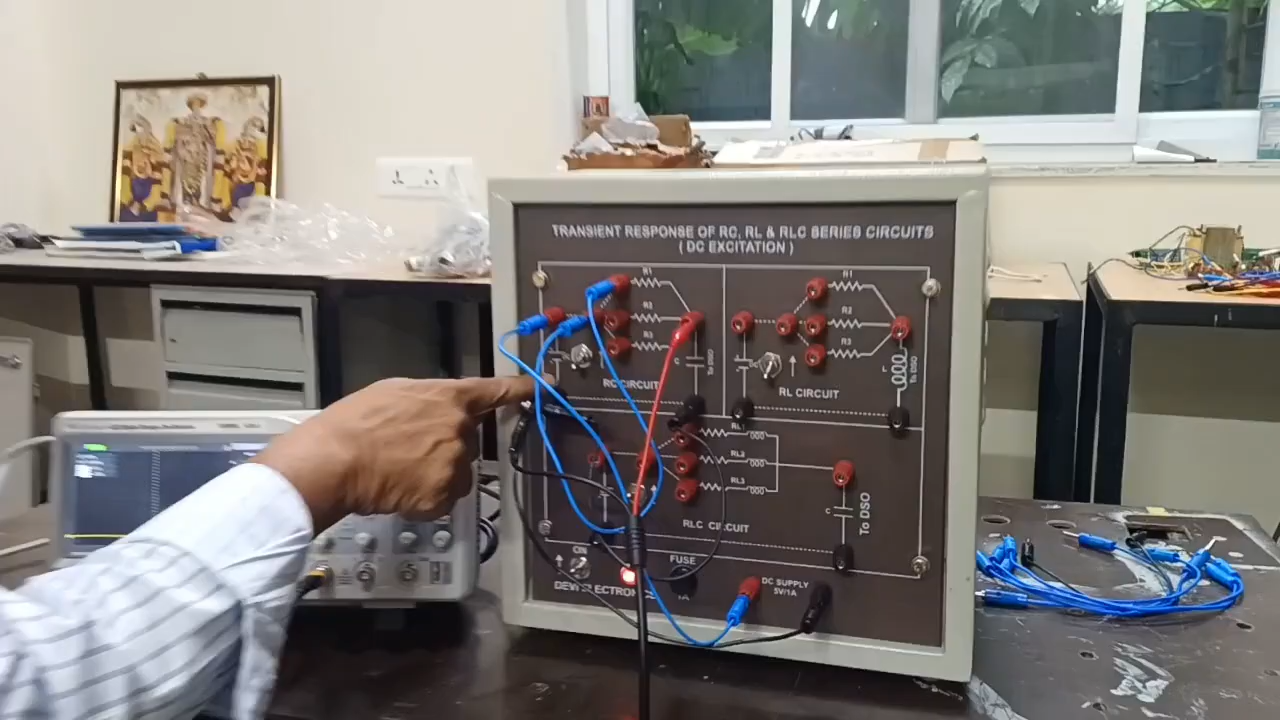 TRANSIENT RESPONSE OF RC, RL & RLC SERIES CIRCUITS
( DC EXCITATION )
R1
R2
R3
C
To DSO
RC CIRCUIT
R1
R2
R3
L
To DSO
RL CIRCUIT
RL1
RL2
RL3
C
To DSO
RLC CIRCUIT
ON
FUSE
DC SUPPLY
5V/1A